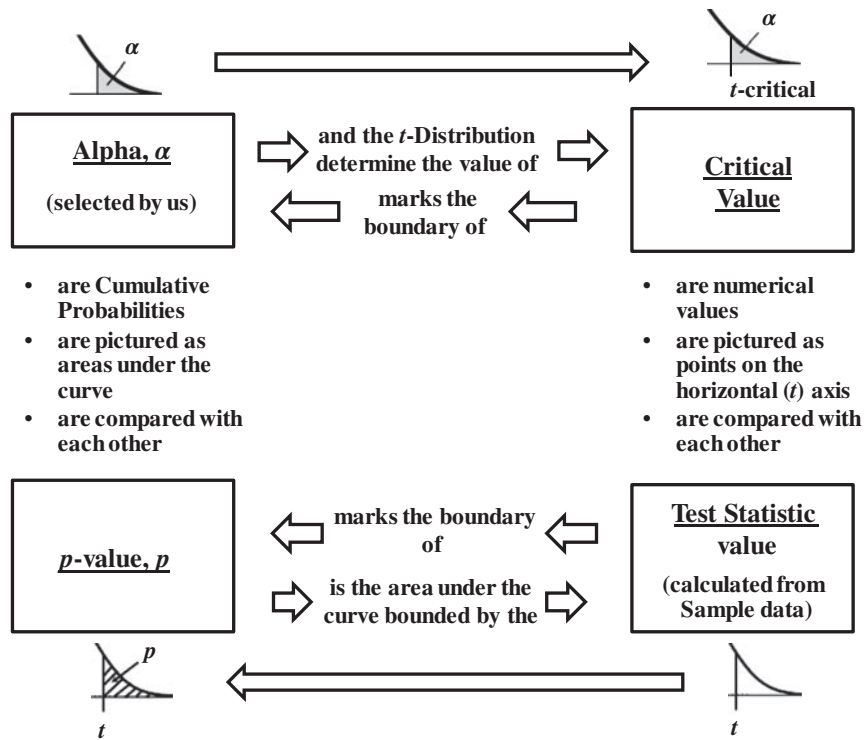 α
α
t-critical
Alpha, α
(selected by us)
and the t-Distribution
determine the value of
marks the
boundary of
Critical
Value
• are Cumulative
Probabilities
• are pictured as
areas under the
curve
• are compared with
each other
• are numerical
values
• are pictured as
points on the
horizontal (t) axis
• are compared with
each other
p-value, p
marks the boundary
of
is the area under the
curve bounded by the
Test Statistic
value
(calculated from
Sample data)
p
t
t